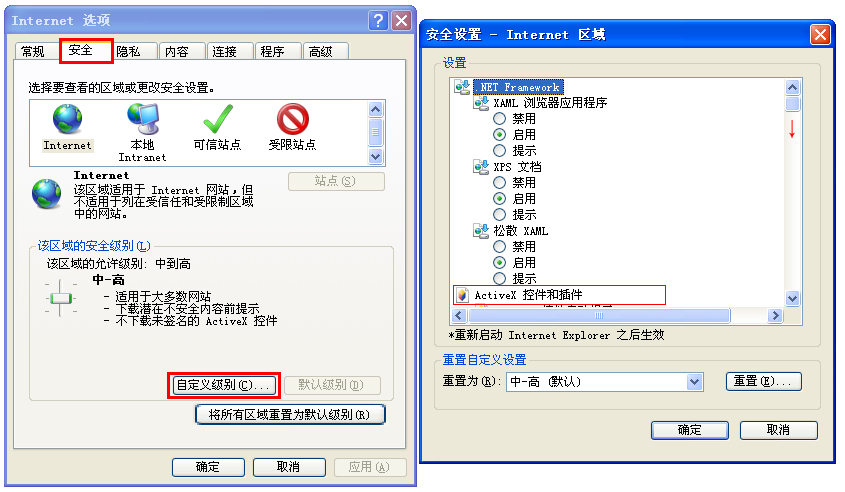 Internet 选项
常规 安全 隐私 内容 连接 程序 高级
选择要查看的区域或更改安全设置。
Internet
本地
Intranet
可信站点
受限站点
Internet
该区域适用于 Internet 网站,但
不适用于列在受信任和受限制区域
中的网站。
站点(S)
该区域的安全级别(L)
该区域的允许级别: 中到高
中-高
- 适用于大多数网站
- 下载潜在不安全内容前提示
- 不下载未签名的 ActiveX 控件
自定义级别(C)... 默认级别(D)
将所有区域重置为默认级别(R)
确定 取消 应用(A)
安全设置 - Internet 区域
设置
.NET Framework
XAML 浏览器应用程序
禁用
启用
提示
XPS 文档
禁用
启用
提示
松散 XAML
禁用
启用
提示
ActiveX 控件和插件
*重新启动 Internet Explorer 之后生效
重置自定义设置
重置为(R): 中-高 (默认) 重置(E)...
确定 取消